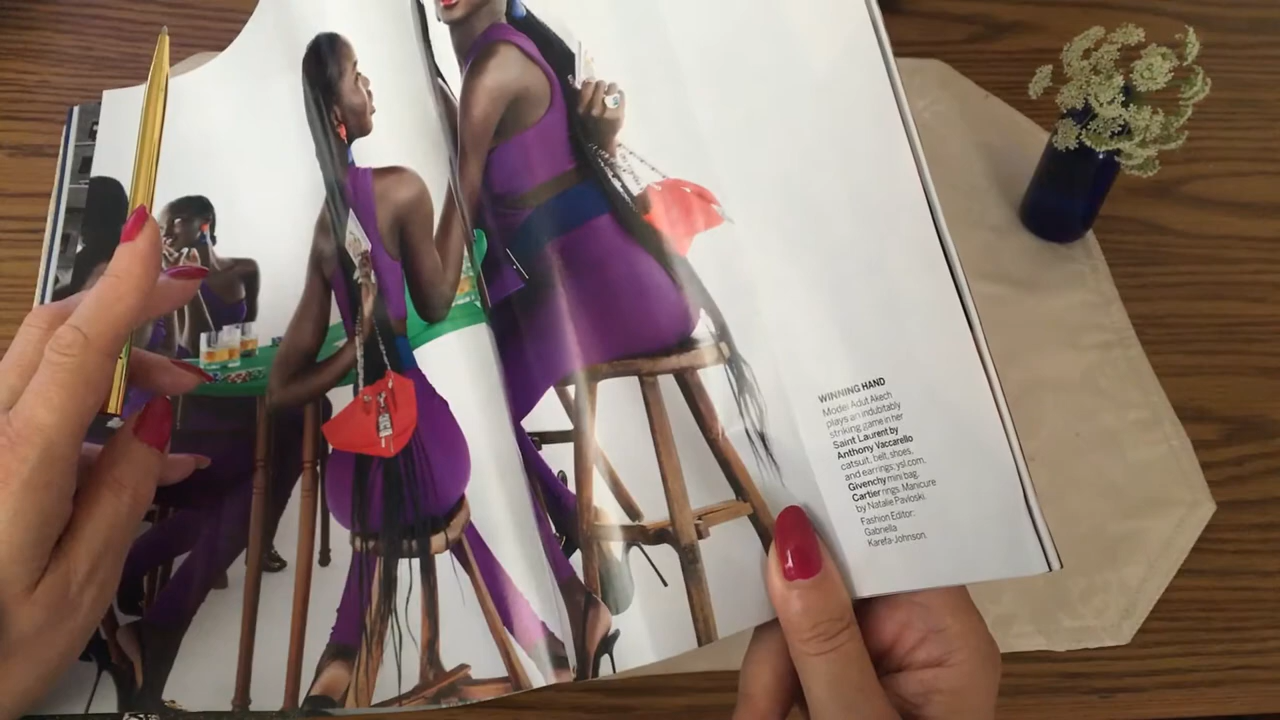 WINNING HAND
Model Adut Akech
plays an indubitably
striking game in her
Saint Laurent by
Anthony Vaccarello
catsuit, belt, shoes,
and earrings; ysl.com.
Givenchy mini bag.
Cartier rings. Manicure
by Natalie Pavloski.
Fashion Editor:
Gabriella
Karefa-Johnson.